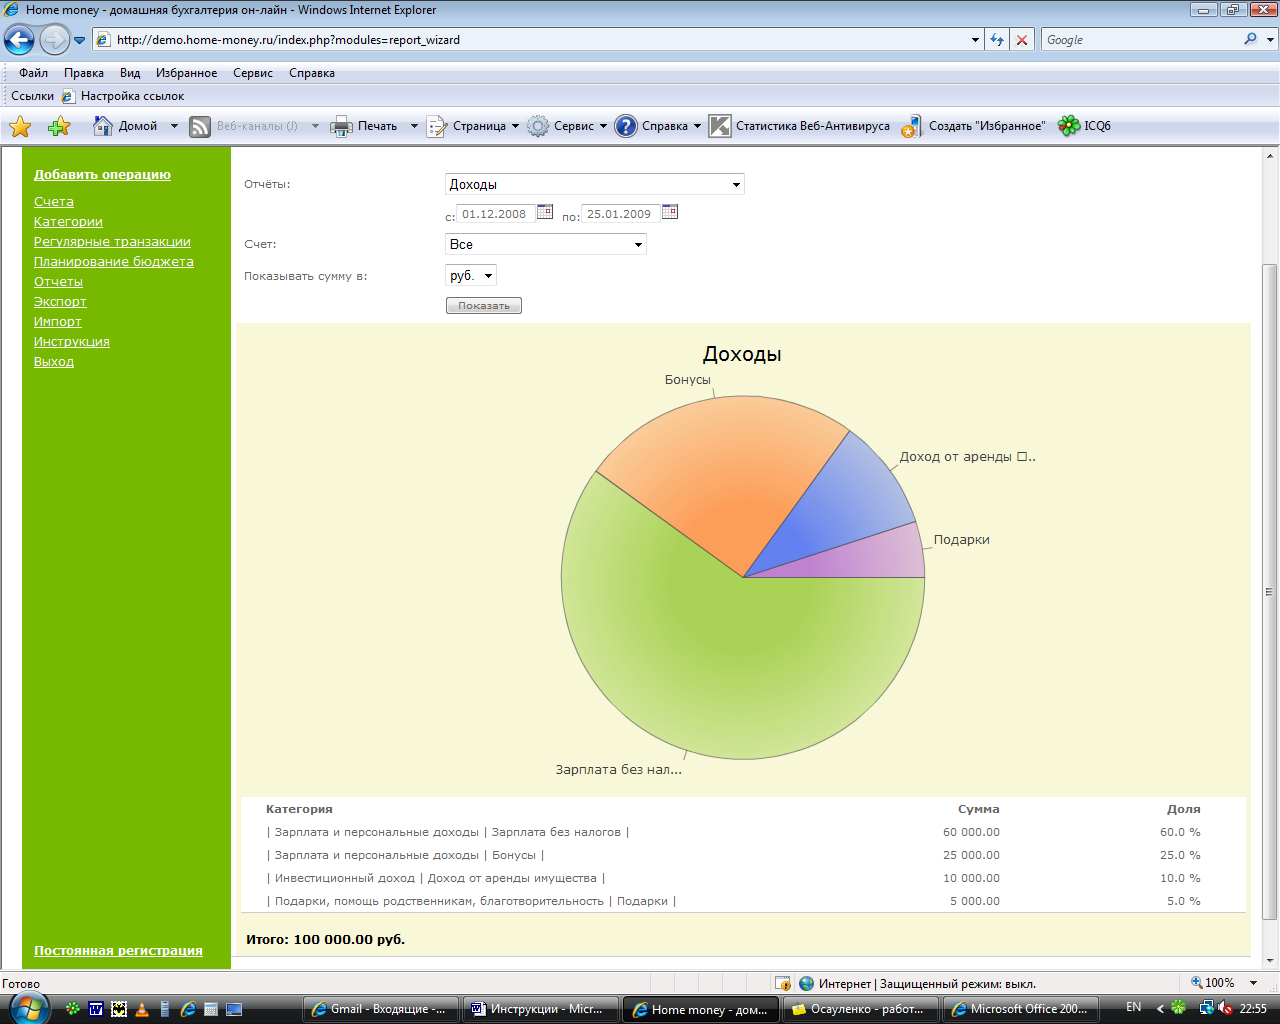 Home money - домашняя бухгалтерия он-лайн - Windows Internet Explorer
http://demo.home-money.ru/index.php?modules=report_wizard
Google
Файл Правка Вид Избранное Сервис Справка
Ссылки Настройка ссылок
Домой Веб-каналы (J) Печать Страница Сервис Справка Статистика Веб-Антивируса Создать "Избранное" ICQ6
Добавить операцию
Счета
Категории
Регулярные транзакции
Планирование бюджета
Отчеты
Экспорт
Импорт
Инструкция
Выход
Постоянная регистрация
Отчёты: Доходы
с: 01.12.2008 по: 25.01.2009
Счет: Все
Показывать сумму в: руб.
Показать
Доходы
Бонусы
Доход от аренды □..
Подарки
Зарплата без нал...
Категория Сумма Доля
| Зарплата и персональные доходы | Зарплата без налогов | 60 000.00 60.0 %
| Зарплата и персональные доходы | Бонусы | 25 000.00 25.0 %
| Инвестиционный доход | Доход от аренды имущества | 10 000.00 10.0 %
| Подарки, помощь родственникам, благотворительность | Подарки | 5 000.00 5.0 %
Итого: 100 000.00 руб.
Готово Интернет | Защищенный режим: выкл. 100%
Gmail - Входящие -... Инструкции - Micr... Home money - дом... Осауленко - работ... Microsoft Office 200... EN 22:55